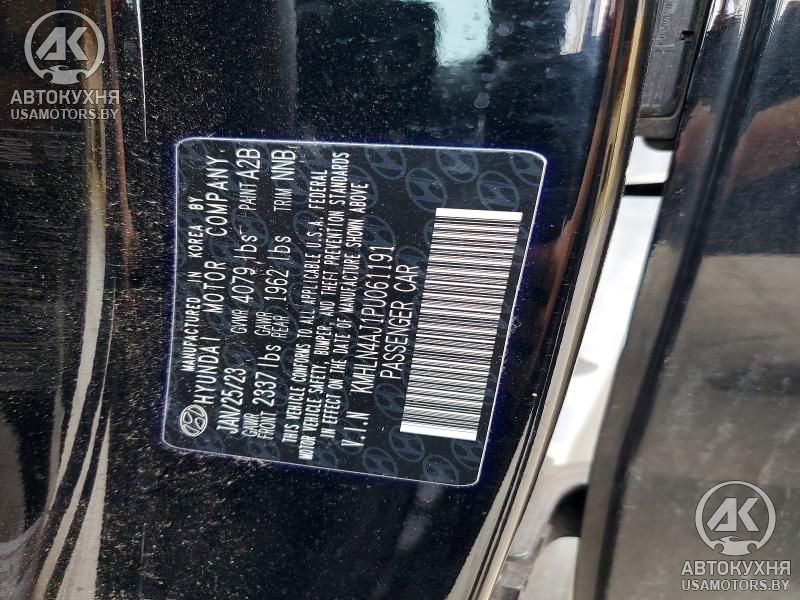 AK
АВТОКУХНЯ
USAMOTORS.BY
MANUFACTURED IN KOREA BY
HYUNDAI MOTOR COMPANY
JAN/25/23 GVWR 4079 lbs PAINT A2B
GAWR FRONT 2337 lbs GAWR REAR 1962 lbs TRIM NNB
THIS VEHICLE CONFORMS TO ALL APPLICABLE U.S.A. FEDERAL
MOTOR VEHICLE SAFETY, BUMPER, AND THEFT PREVENTION STANDARDS
IN EFFECT ON THE DATE OF MANUFACTURE SHOWN ABOVE
V.I.N KMHLN4AJ1PU061191
PASSENGER CAR
AK
АВТОКУХНЯ
USAMOTORS.BY